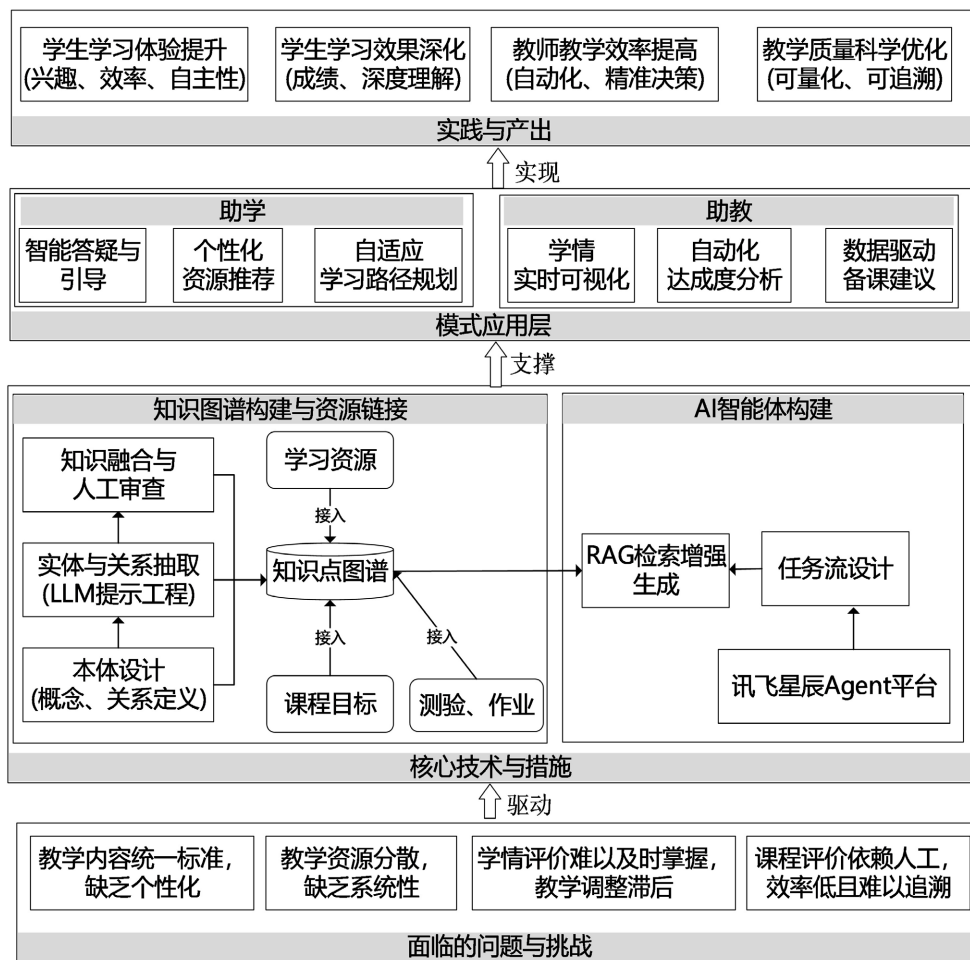 学生学习体验提升
(兴趣、效率、自主性)
学生学习效果深化
(成绩、深度理解)
教师教学效率提高
(自动化、精准决策)
教学质量科学优化
(可量化、可追溯)
实践与产出
实现
助学
智能答疑与
引导
个性化
资源推荐
自适应
学习路径规划
助教
学情
实时可视化
自动化
达成度分析
数据驱动
备课建议
模式应用层
支撑
知识图谱构建与资源链接
知识融合与
人工审查
实体与关系抽取
(LLM提示工程)
本体设计
(概念、关系定义)
学习资源
接入
知识点图谱
接入
课程目标
接入
测验、作业
AI智能体构建
RAG检索增强
生成
任务流设计
讯飞星辰Agent平台
核心技术与措施
驱动
教学内容统一标准,
缺乏个性化
教学资源分散,
缺乏系统性
学情评价难以及时掌握,
教学调整滞后
课程评价依赖人工,
效率低且难以追溯
面临的问题与挑战